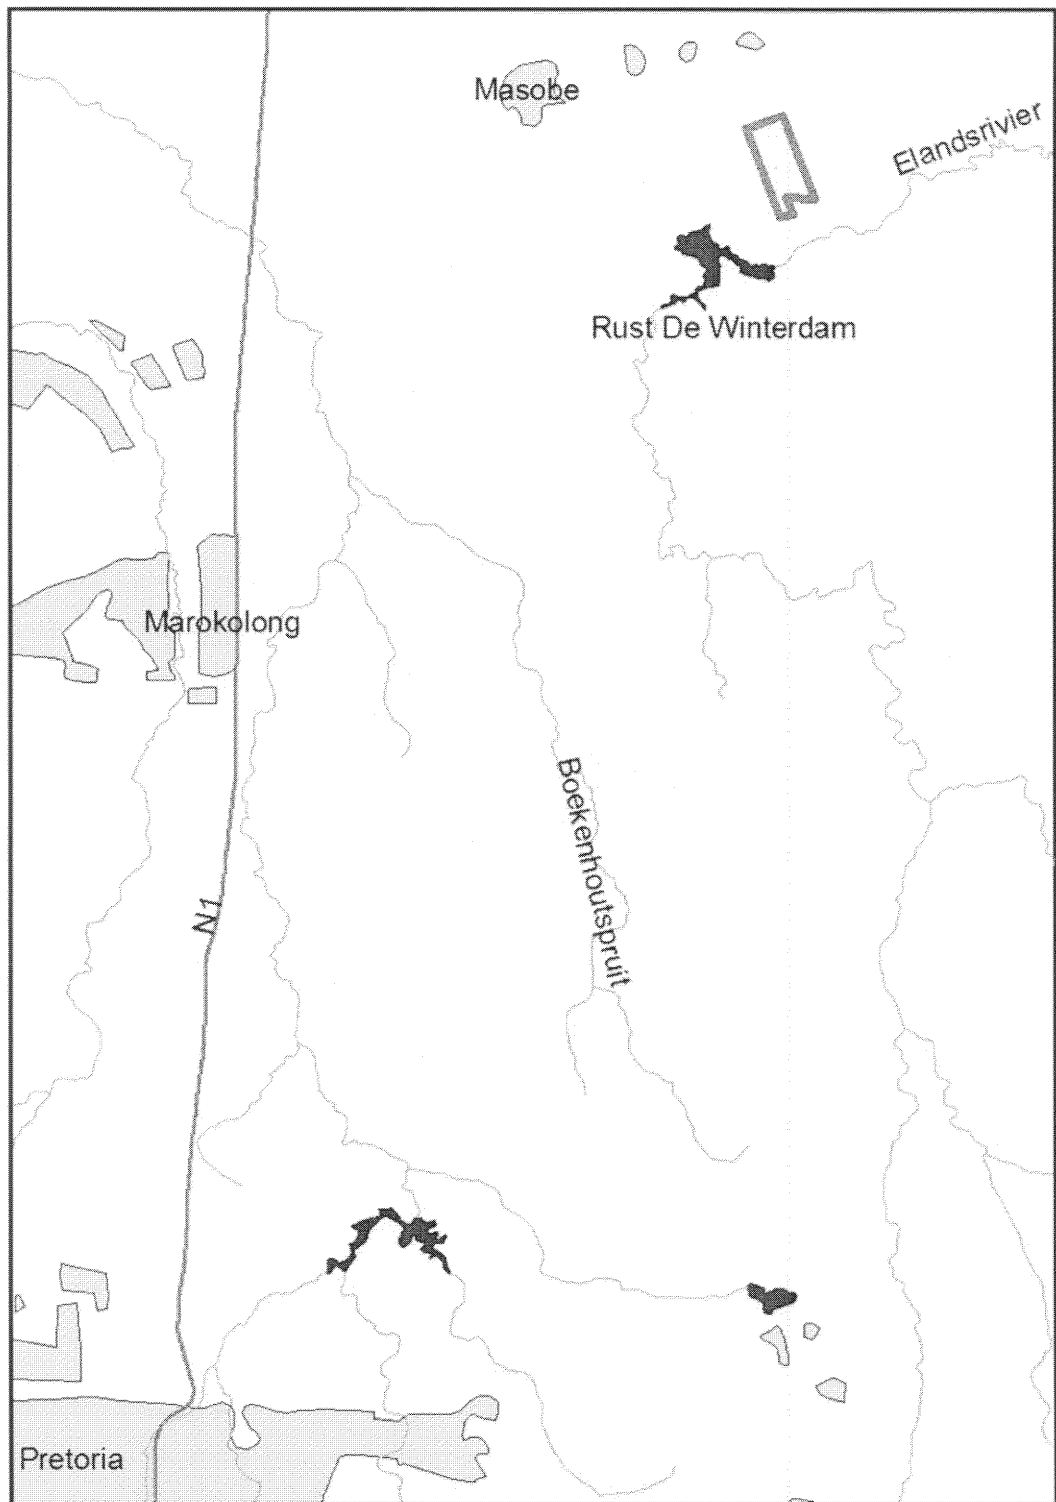 Masobe
Elandsrivier
Rust De Winterdam
Marokolong
Boekenhoutspruit
N1
Pretoria